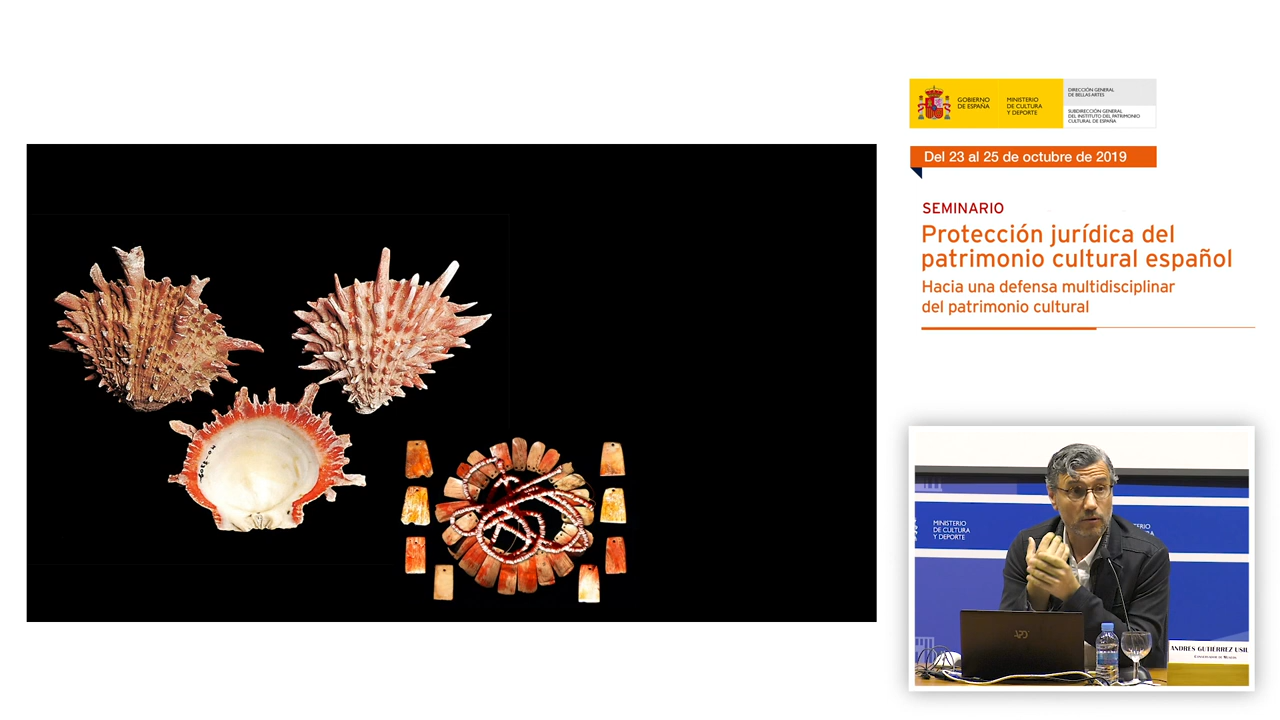 GOBIERNO
DE ESPAÑA
MINISTERIO
DE CULTURA
Y DEPORTE
DIRECCIÓN GENERAL
DE BELLAS ARTES
SUBDIRECCIÓN GENERAL
DEL INSTITUTO DEL PATRIMONIO
CULTURAL DE ESPAÑA
Del 23 al 25 de octubre de 2019
SEMINARIO
Protección jurídica del
patrimonio cultural español
Hacia una defensa multidisciplinar
del patrimonio cultural
MINISTERIO
DE CULTURA
Y DEPORTE
ANDRES GUTIERREZ USIL